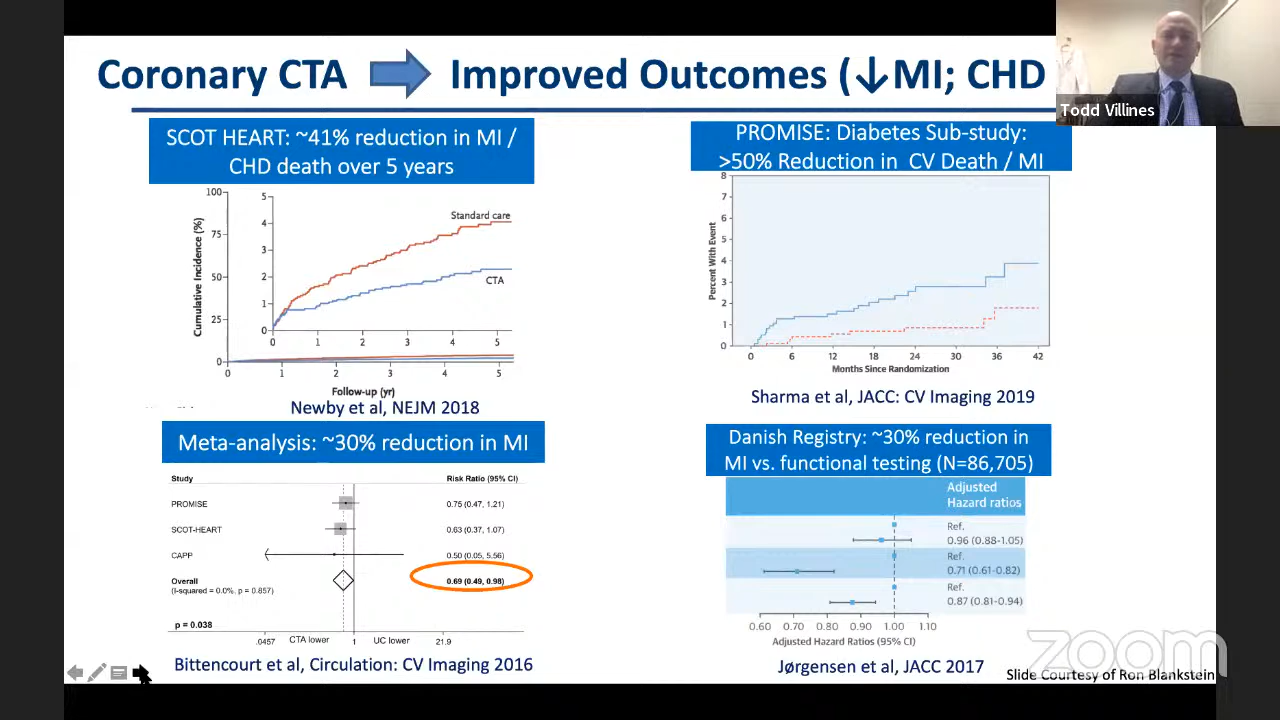 Coronary CTA Improved Outcomes (↓MI; CHD
Todd Villines
SCOT HEART: ~41% reduction in MI /
CHD death over 5 years
100
75
50
25
0
Cumulative Incidence (%)
5
4
3
2
1
0
Standard care
CTA
0 1 2 3 4 5
0 1 2 3 4 5
Follow-up (yr)
Newby et al, NEJM 2018
PROMISE: Diabetes Sub-study:
>50% Reduction in CV Death / MI
Percent With Event
8
7
6
5
4
3
2
1
0
0 6 12 18 24 30 36 42
Months Since Randomization
Sharma et al, JACC: CV Imaging 2019
Meta-analysis: ~30% reduction in MI
Study Risk Ratio (95% CI)
PROMISE 0.75 (0.47, 1.21)
SCOT-HEART 0.63 (0.37, 1.07)
CAPP 0.50 (0.05, 5.56)
Overall 0.69 (0.49, 0.98)
(I-squared = 0.0%, p = 0.857)
p = 0.038
.0457 CTA lower 1 UC lower 21.9
Bittencourt et al, Circulation: CV Imaging 2016
Danish Registry: ~30% reduction in
MI vs. functional testing (N=86,705)
Adjusted
Hazard ratios
Ref.
0.96 (0.88-1.05)
Ref.
0.71 (0.61-0.82)
Ref.
0.87 (0.81-0.94)
0.60 0.70 0.80 0.90 1.00 1.10
Adjusted Hazard Ratios (95% CI)
Jørgensen et al, JACC 2017
zoom
Slide Courtesy of Ron Blankstein